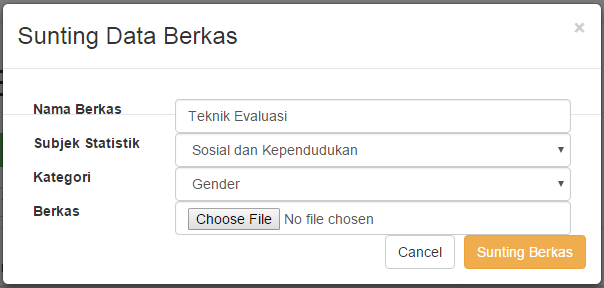 Sunting Data Berkas ×
Nama Berkas Teknik Evaluasi
Subjek Statistik Sosial dan Kependudukan
Kategori Gender
Berkas Choose File No file chosen
Cancel Sunting Berkas